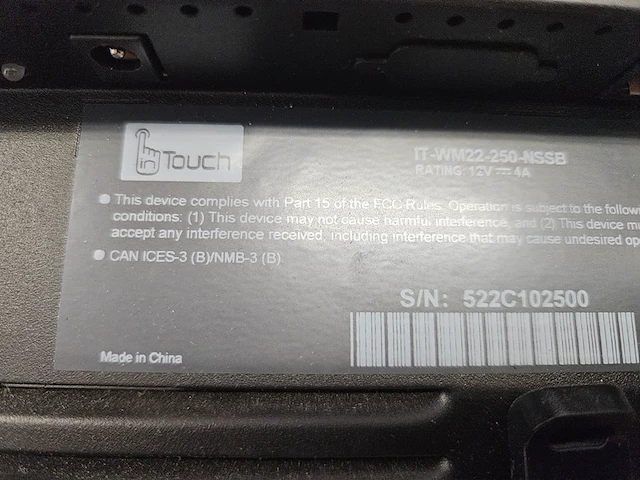 inTouch
IT-WM22-250-NSSB
RATING: 12V ⎓ 4A
This device complies with Part 15 of the FCC Rules. Operation is subject to the
conditions: (1) This device may not cause harmful interference, and (2) This device
accept any interference received, including interference that may cause undesired
CAN ICES-3 (B)/NMB-3 (B)
S/N: 522C102500
Made in China